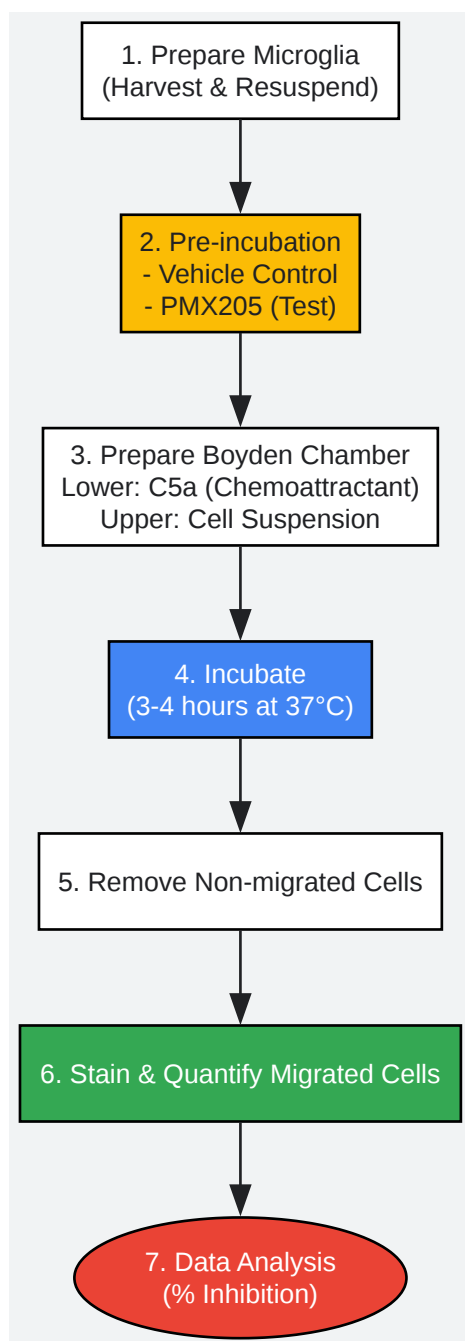 1. Prepare Microglia
(Harvest & Resuspend)
2. Pre-incubation
- Vehicle Control
- PMX205 (Test)
3. Prepare Boyden Chamber
Lower: C5a (Chemoattractant)
Upper: Cell Suspension
4. Incubate
(3-4 hours at 37°C)
5. Remove Non-migrated Cells
6. Stain & Quantify Migrated Cells
7. Data Analysis
(% Inhibition)